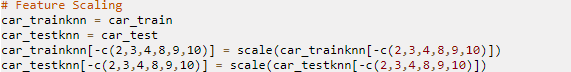 # Feature Scaling
car_trainknn = car_train
car_testknn = car_test
car_trainknn[-c(2,3,4,8,9,10)] = scale(car_trainknn[-c(2,3,4,8,9,10)])
car_testknn[-c(2,3,4,8,9,10)] = scale(car_testknn[-c(2,3,4,8,9,10)])